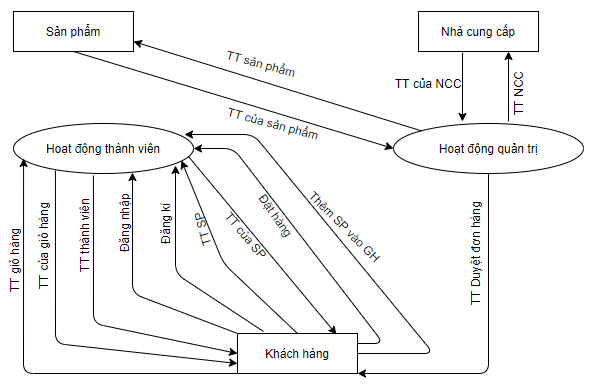 Sản phẩm
Nhà cung cấp
TT sản phẩm
TT của NCC
TT NCC
TT của sản phẩm
Hoạt động thành viên
Hoạt động quản trị
TT giỏ hàng
TT của giỏ hàng
TT thành viên
Đăng nhập
Đăng kí
TT SP
TT của SP
Đặt hàng
Thêm SP vào GH
TT Duyệt đơn hàng
Khách hàng